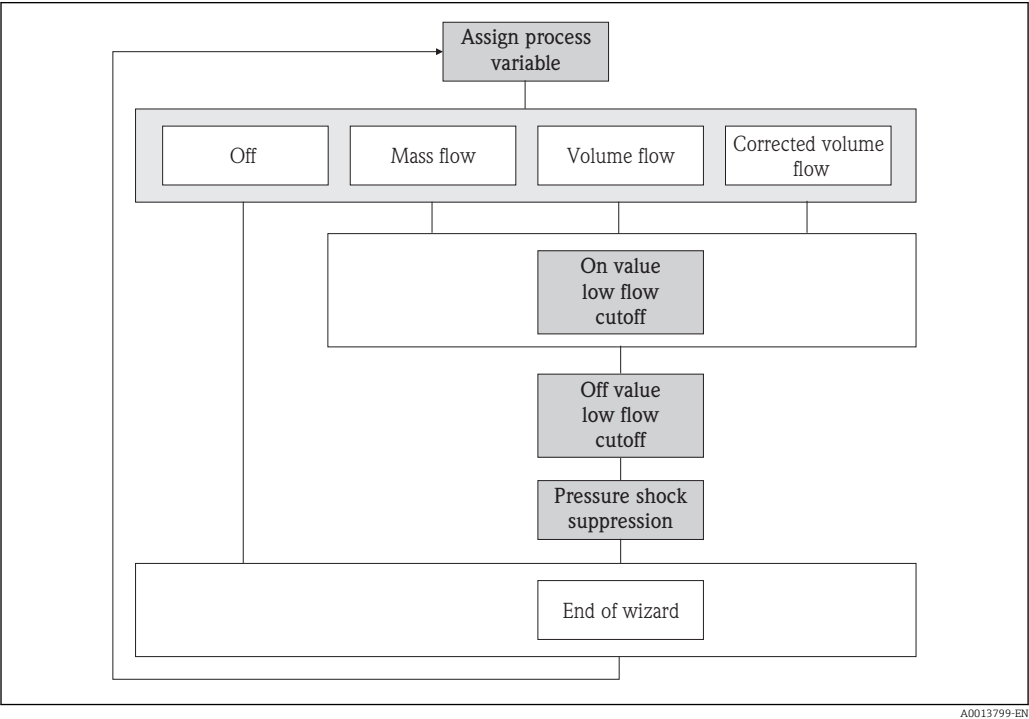 Assign process
variable
Off
Mass flow
Volume flow
Corrected volume
flow
On value
low flow
cutoff
Off value
low flow
cutoff
Pressure shock
suppression
End of wizard
A0013799-EN